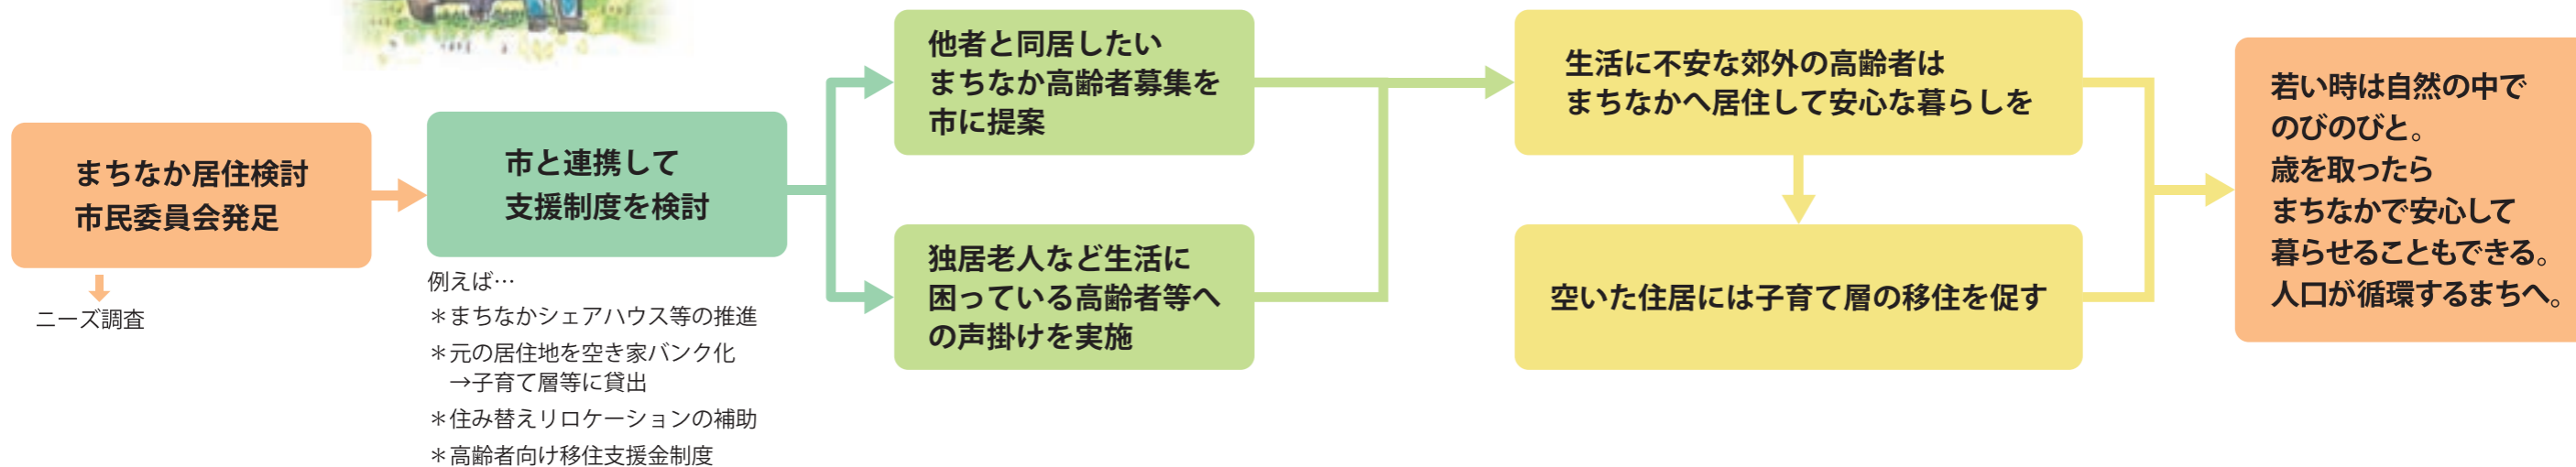 まちなか居住検討
市民委員会発足
ニーズ調査
市と連携して
支援制度を検討
例えば…
＊まちなかシェアハウス等の推進
＊元の居住地を空き家バンク化
→子育て層等に貸出
＊住み替えリロケーションの補助
＊高齢者向け移住支援金制度
他者と同居したい
まちなか高齢者募集を
市に提案
独居老人など生活に
困っている高齢者等へ
の声掛けを実施
生活に不安な郊外の高齢者は
まちなかへ居住して安心な暮らしを
空いた住居には子育て層の移住を促す
若い時は自然の中で
のびのびと。
歳を取ったら
まちなかで安心して
暮らせることもできる。
人口が循環するまちへ。